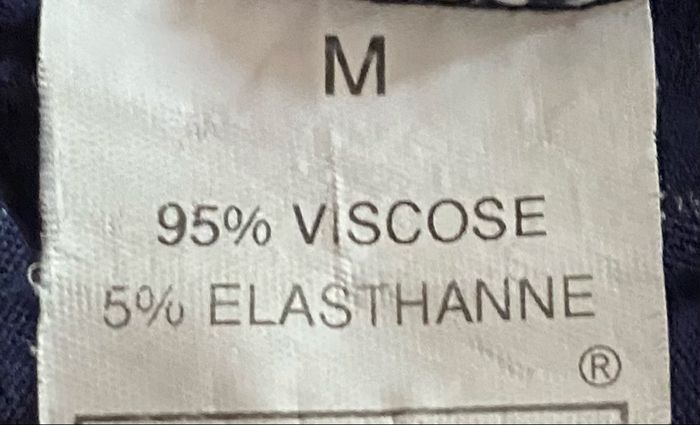 M
95% VISCOSE
5% ELASTHANNE
®